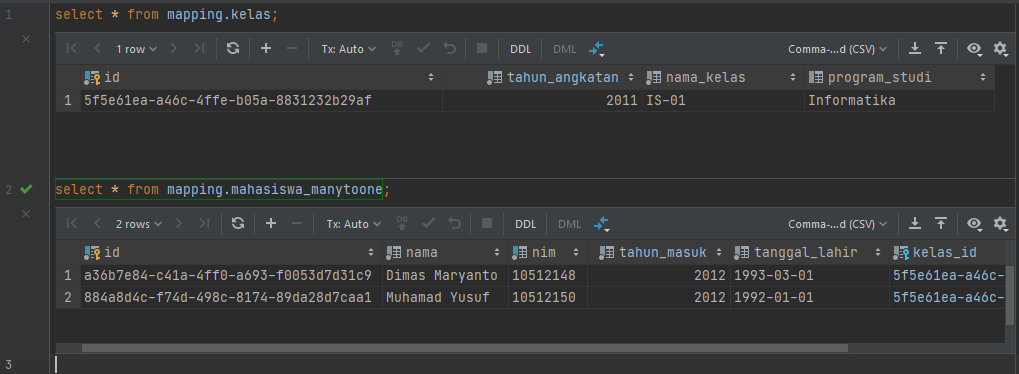 1 select * from mapping.kelas;
1 row Tx: Auto DB DDL DML Comma-...d (CSV)
id tahun_angkatan nama_kelas program_studi
1 5f5e61ea-a46c-4ffe-b05a-8831232b29af 2011 IS-01 Informatika
2 select * from mapping.mahasiswa_manytoone;
2 rows Tx: Auto DB DDL DML Comma-...d (CSV)
id nama nim tahun_masuk tanggal_lahir kelas_id
1 a36b7e84-c41a-4ff0-a693-f0053d7d31c9 Dimas Maryanto 10512148 2012 1993-03-01 5f5e61ea-a46c-
2 884a8d4c-f74d-498c-8174-89da28d7caa1 Muhamad Yusuf 10512150 2012 1992-01-01 5f5e61ea-a46c-
3